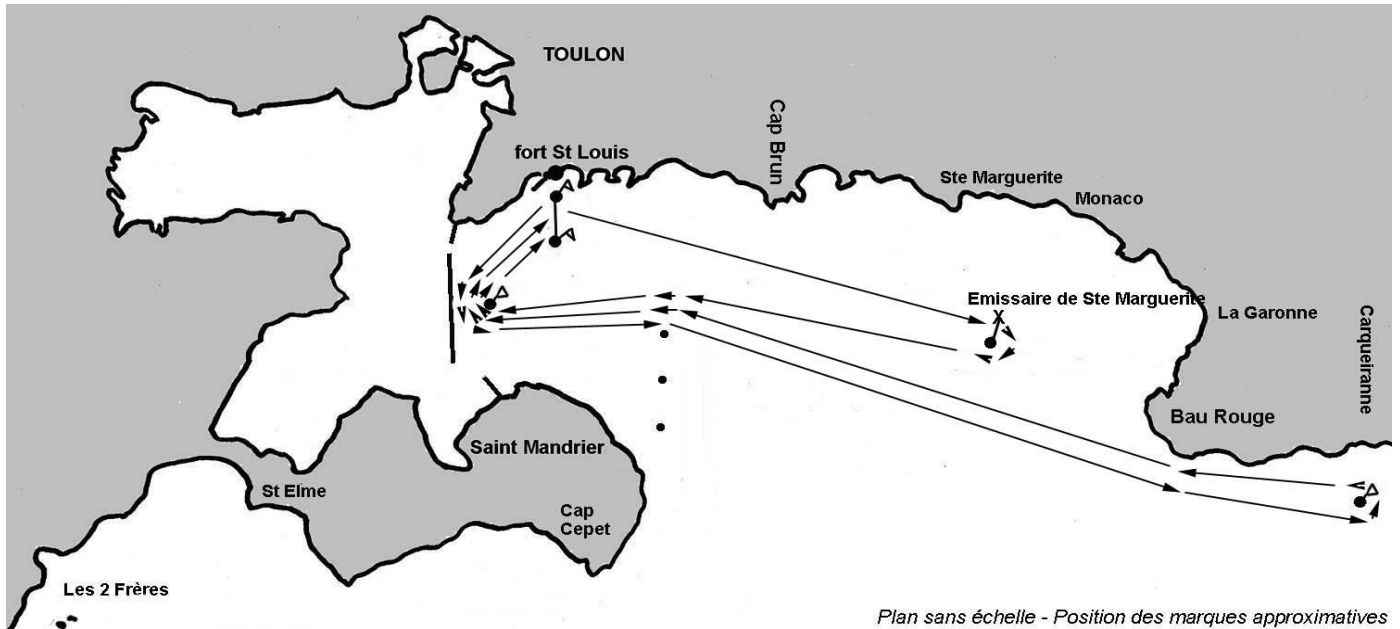 TOULON
Cap Brun
fort St Louis
Ste Marguerite
Monaco
Emissaire de Ste Marguerite
X
La Garonne
Carqueiranne
Bau Rouge
Saint Mandrier
St Elme
Cap
Cepet
Les 2 Frères
Plan sans échelle - Position des marques approximatives